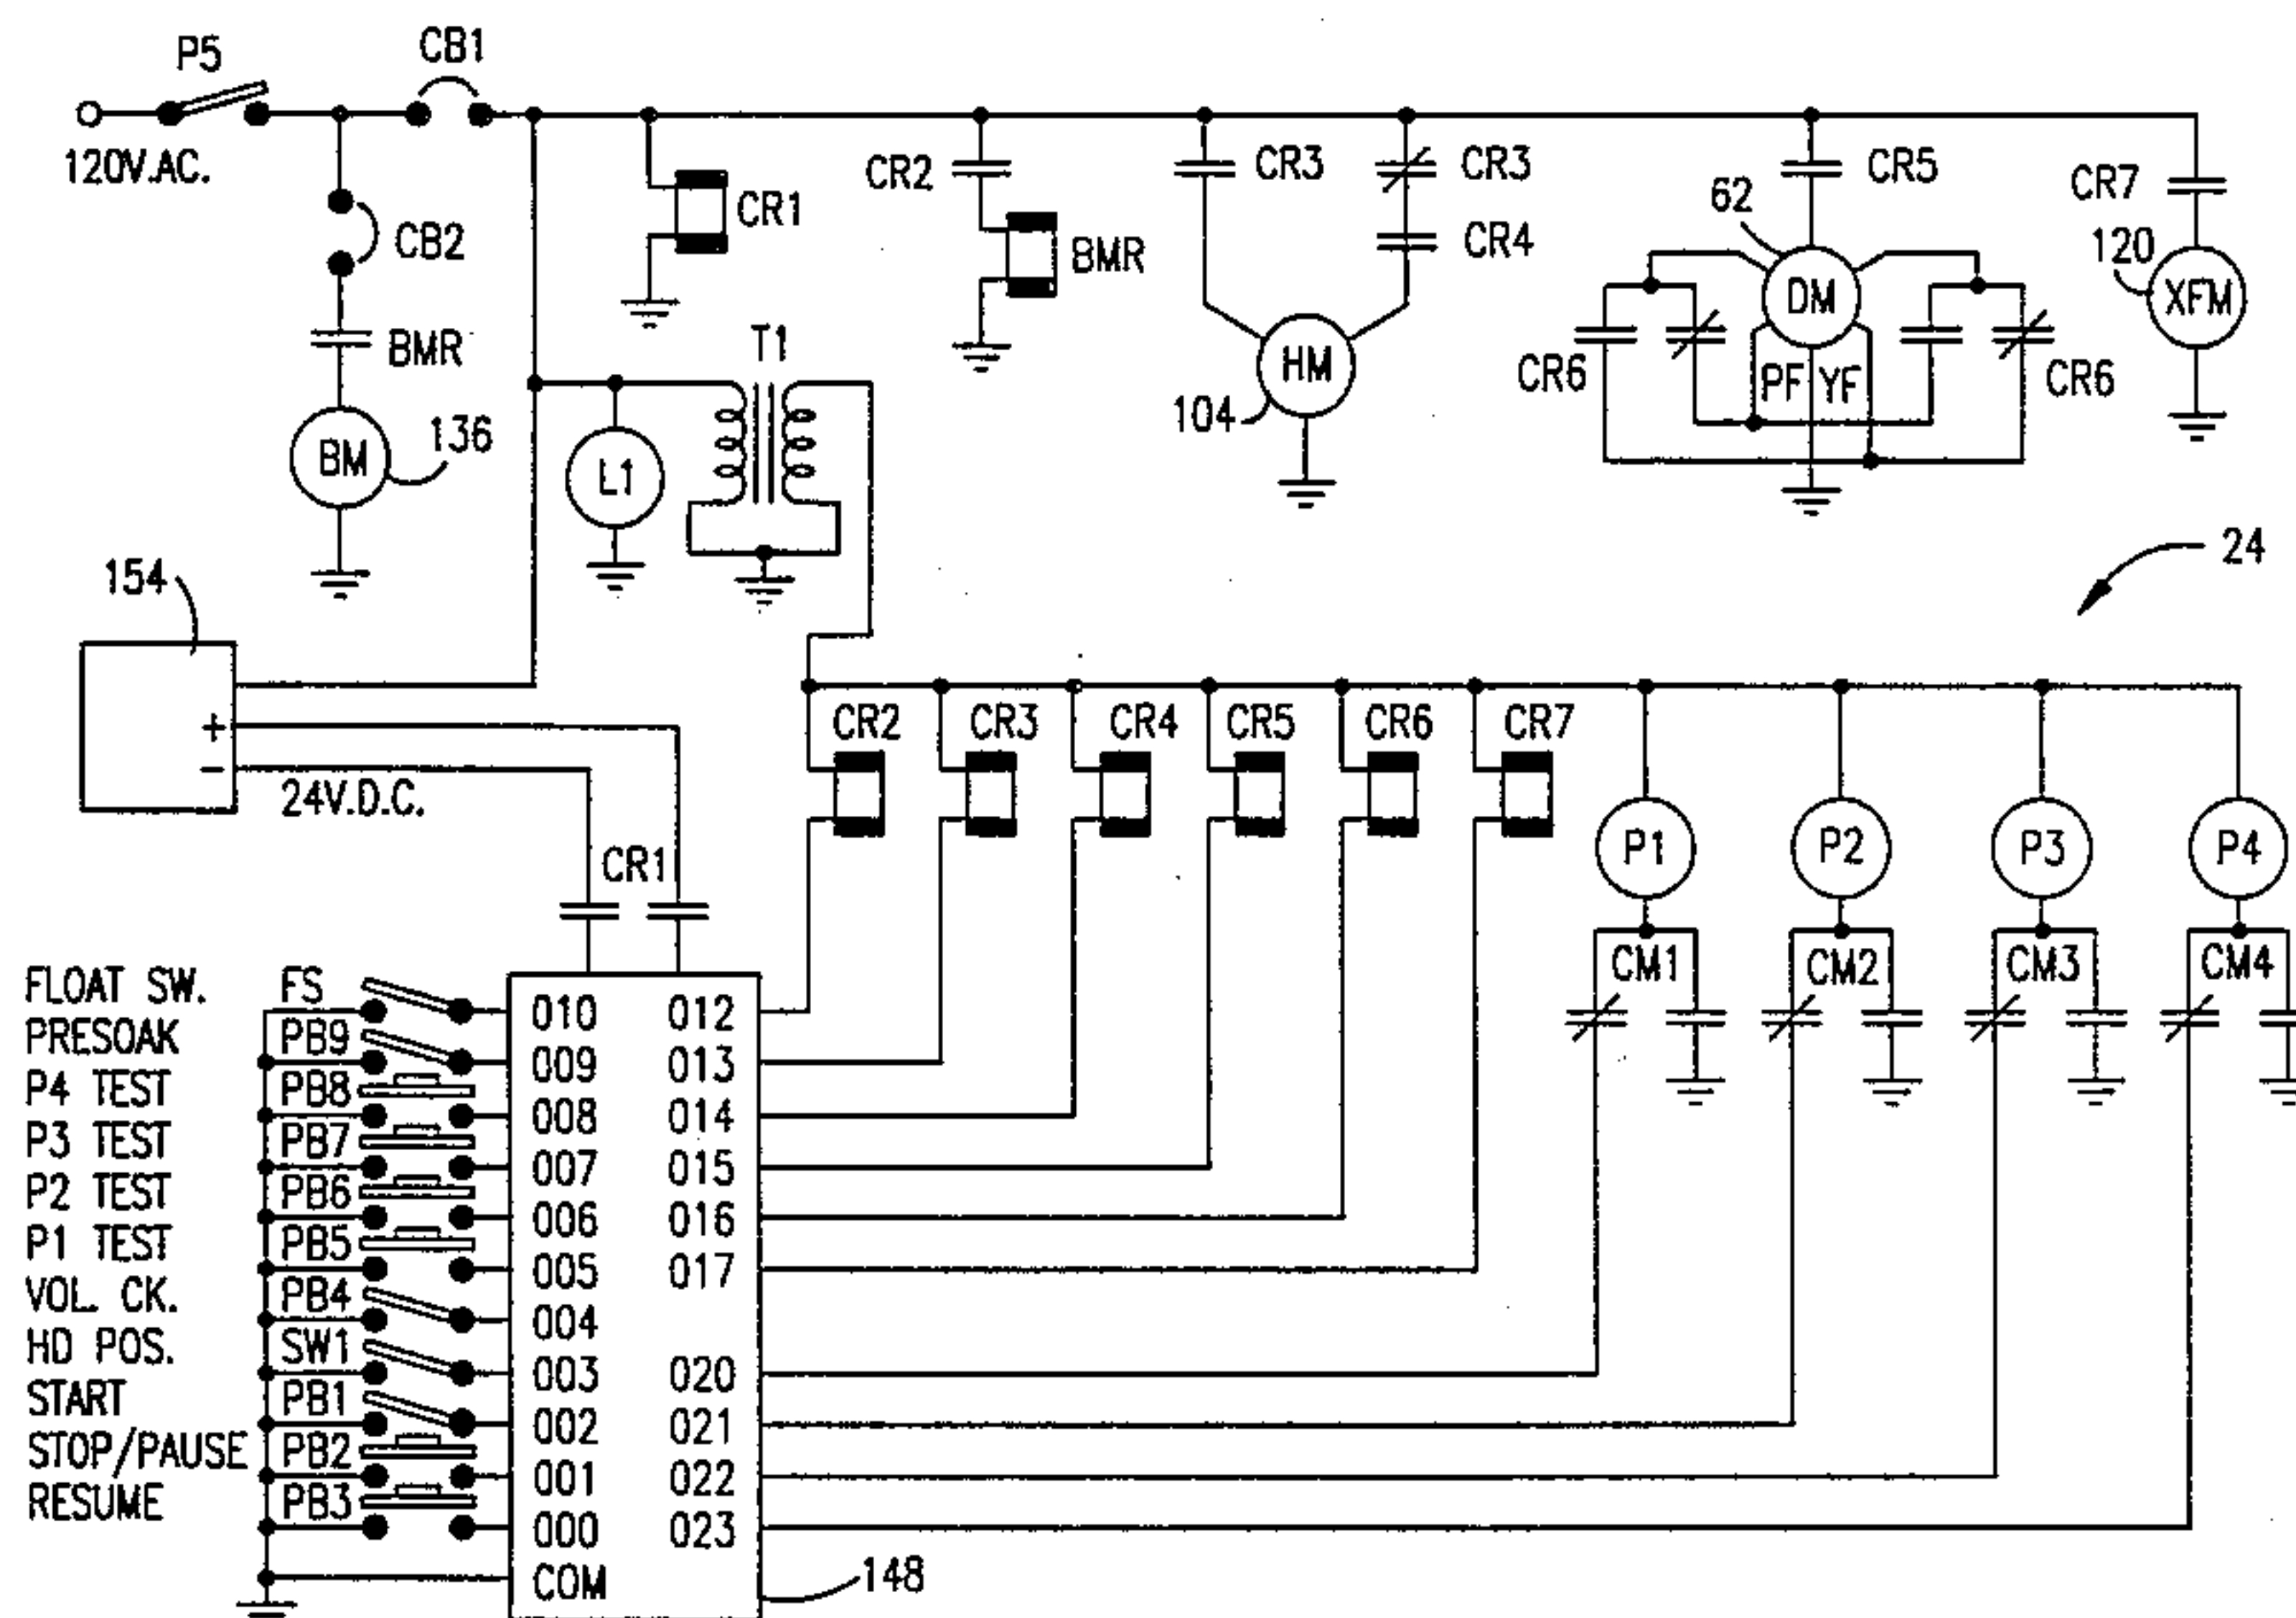 P5
CB1
120V.AC.
CR2
CR3
CR3
CR5
CR7
CR1
62
CB2
CR4
120
BMR
DM
XFM
BMR
T1
HM
CR6
PF
YF
CR6
104
136
BM
L1
24
154
+
CR2
CR3
CR4
CR5
CR6
CR7
−
24V.D.C.
P1
P2
P3
P4
CR1
CM1
CM2
CM3
CM4
FLOAT SW. FS 010 012
PRESOAK PB9 009 013
P4 TEST PB8 008 014
P3 TEST PB7 007 015
P2 TEST PB6 006 016
P1 TEST PB5 005 017
VOL. CK. PB4 004
HD POS. SW1 003 020
START PB1 002 021
STOP/PAUSE PB2 001 022
RESUME PB3 000 023
COM
148